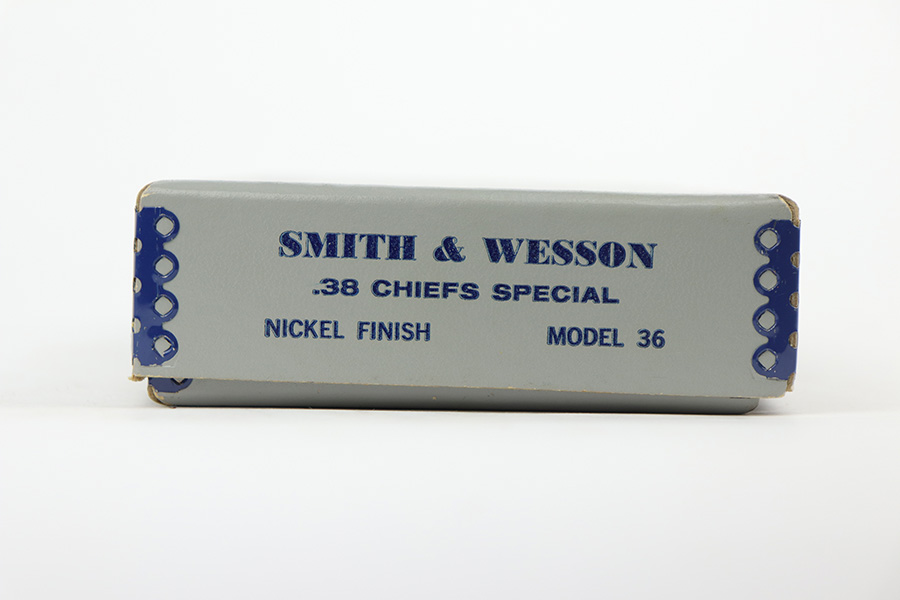 SMITH & WESSON
.38 CHIEFS SPECIAL
NICKEL FINISH MODEL 36